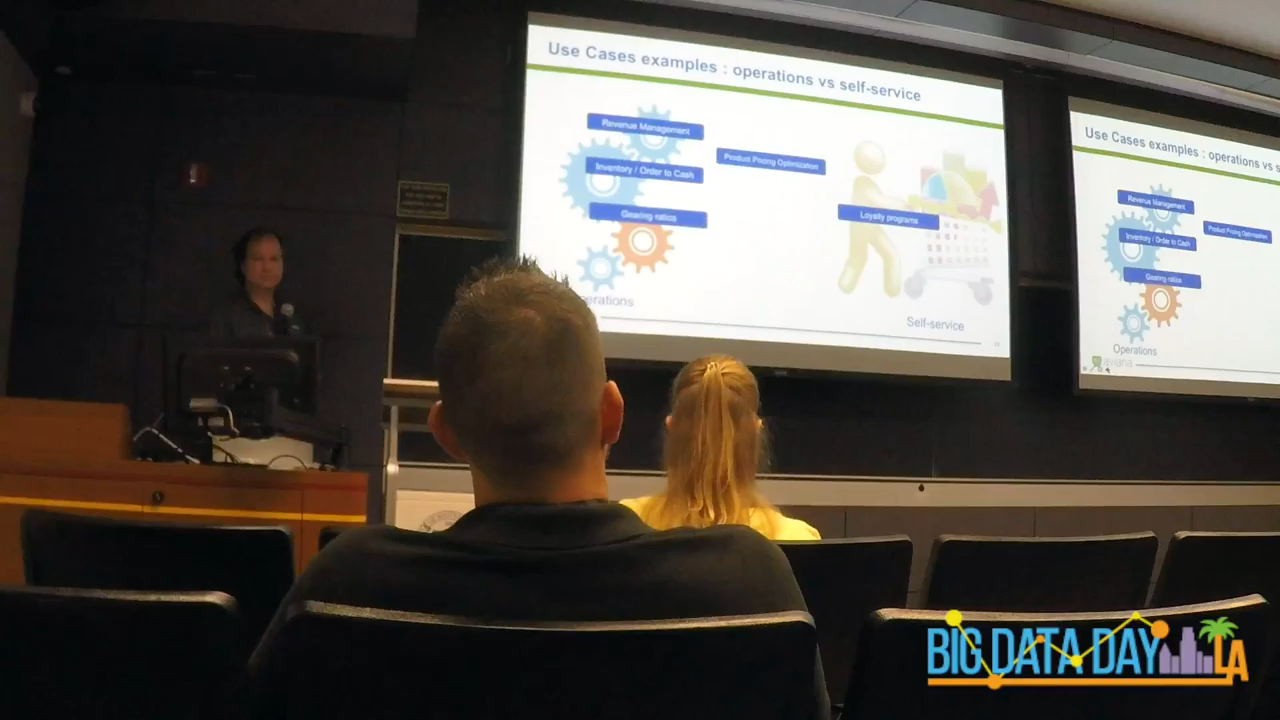 Use Cases examples : operations vs self-service
Revenue Management
Product Pricing Optimization
Inventory / Order to Cash
Gearing ratios
Loyalty programs
erations
Self-service
Use Cases examples : operations vs s
Revenue Management
Product Pricing Optimization
Inventory / Order to Cash
Gearing ratios
Operations
aviana
BIG DATA DAY LA